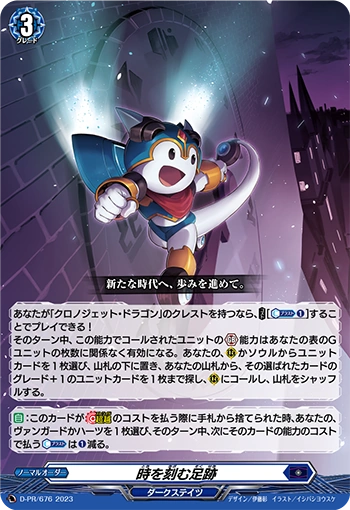 3
グレード
新たな時代へ、歩みを進めて。
あなたが「クロノジェット・ドラゴン」のクレストを持つなら、[ブラスト1]するこ
とでプレイできる！
そのターン中、この能力でコールされたユニットの能力はあなたの表のG
ユニットの枚数に関係なく有効になる。あなたの、かソウルからユニット
カードを1枚選び、山札の下に置き、あなたの山札から、その選ばれたカードの
グレード＋1のユニットカードを1枚まで探し、にコールし、山札をシャッフ
ルする。
自:このカードが超越のコストを払う際に手札から捨てられた時、あなたの、
ヴァンガードかハーツを1枚選び、そのターン中、次にそのカードの能力のコスト
で払うブラストは1減る。
ノーマルオーダー
時を刻む足跡
D-PR/676 2023
ダークステイツ
デザイン／伊藤彰 イラスト／イシバシヨウスケ